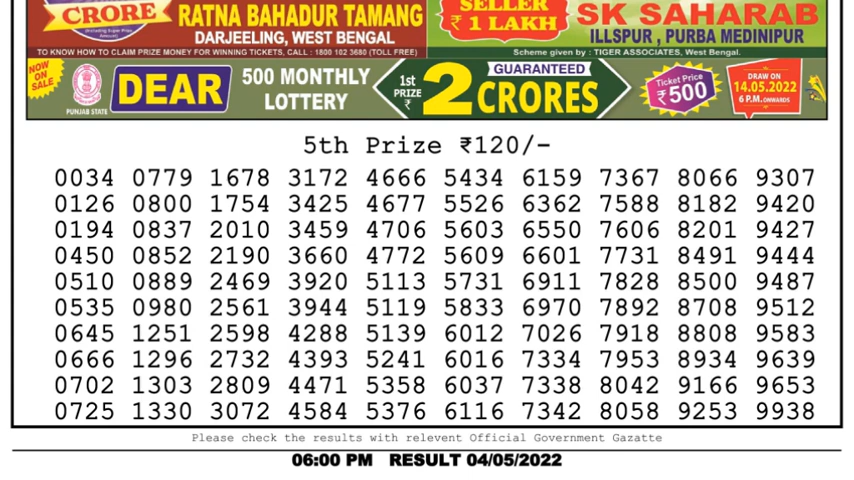 CRORE
(Including Super Prize Amount)
RATNA BAHADUR TAMANG
DARJEELING, WEST BENGAL
TO KNOW HOW TO CLAIM PRIZE MONEY FOR WINNING TICKETS, CALL : 1800 102 3680 (TOLL FREE)
SELLER
₹ 1 LAKH
SK SAHARAB
ILLSPUR , PURBA MEDINIPUR
Scheme given by : TIGER ASSOCIATES, West Bengal.
NOW ON SALE
PUNJAB STATE
DEAR
500 MONTHLY
LOTTERY
1st
PRIZE
₹
2
GUARANTEED
CRORES
Ticket Price
₹500
DRAW ON
14.05.2022
6 P.M. ONWARDS
5th Prize ₹120/-
0034 0779 1678 3172 4666 5434 6159 7367 8066 9307
0126 0800 1754 3425 4677 5526 6362 7588 8182 9420
0194 0837 2010 3459 4706 5603 6550 7606 8201 9427
0450 0852 2190 3660 4772 5609 6601 7731 8491 9444
0510 0889 2469 3920 5113 5731 6911 7828 8500 9487
0535 0980 2561 3944 5119 5833 6970 7892 8708 9512
0645 1251 2598 4288 5139 6012 7026 7918 8808 9583
0666 1296 2732 4393 5241 6016 7334 7953 8934 9639
0702 1303 2809 4471 5358 6037 7338 8042 9166 9653
0725 1330 3072 4584 5376 6116 7342 8058 9253 9938
Please check the results with relevent Official Government Gazatte
06:00 PM RESULT 04/05/2022